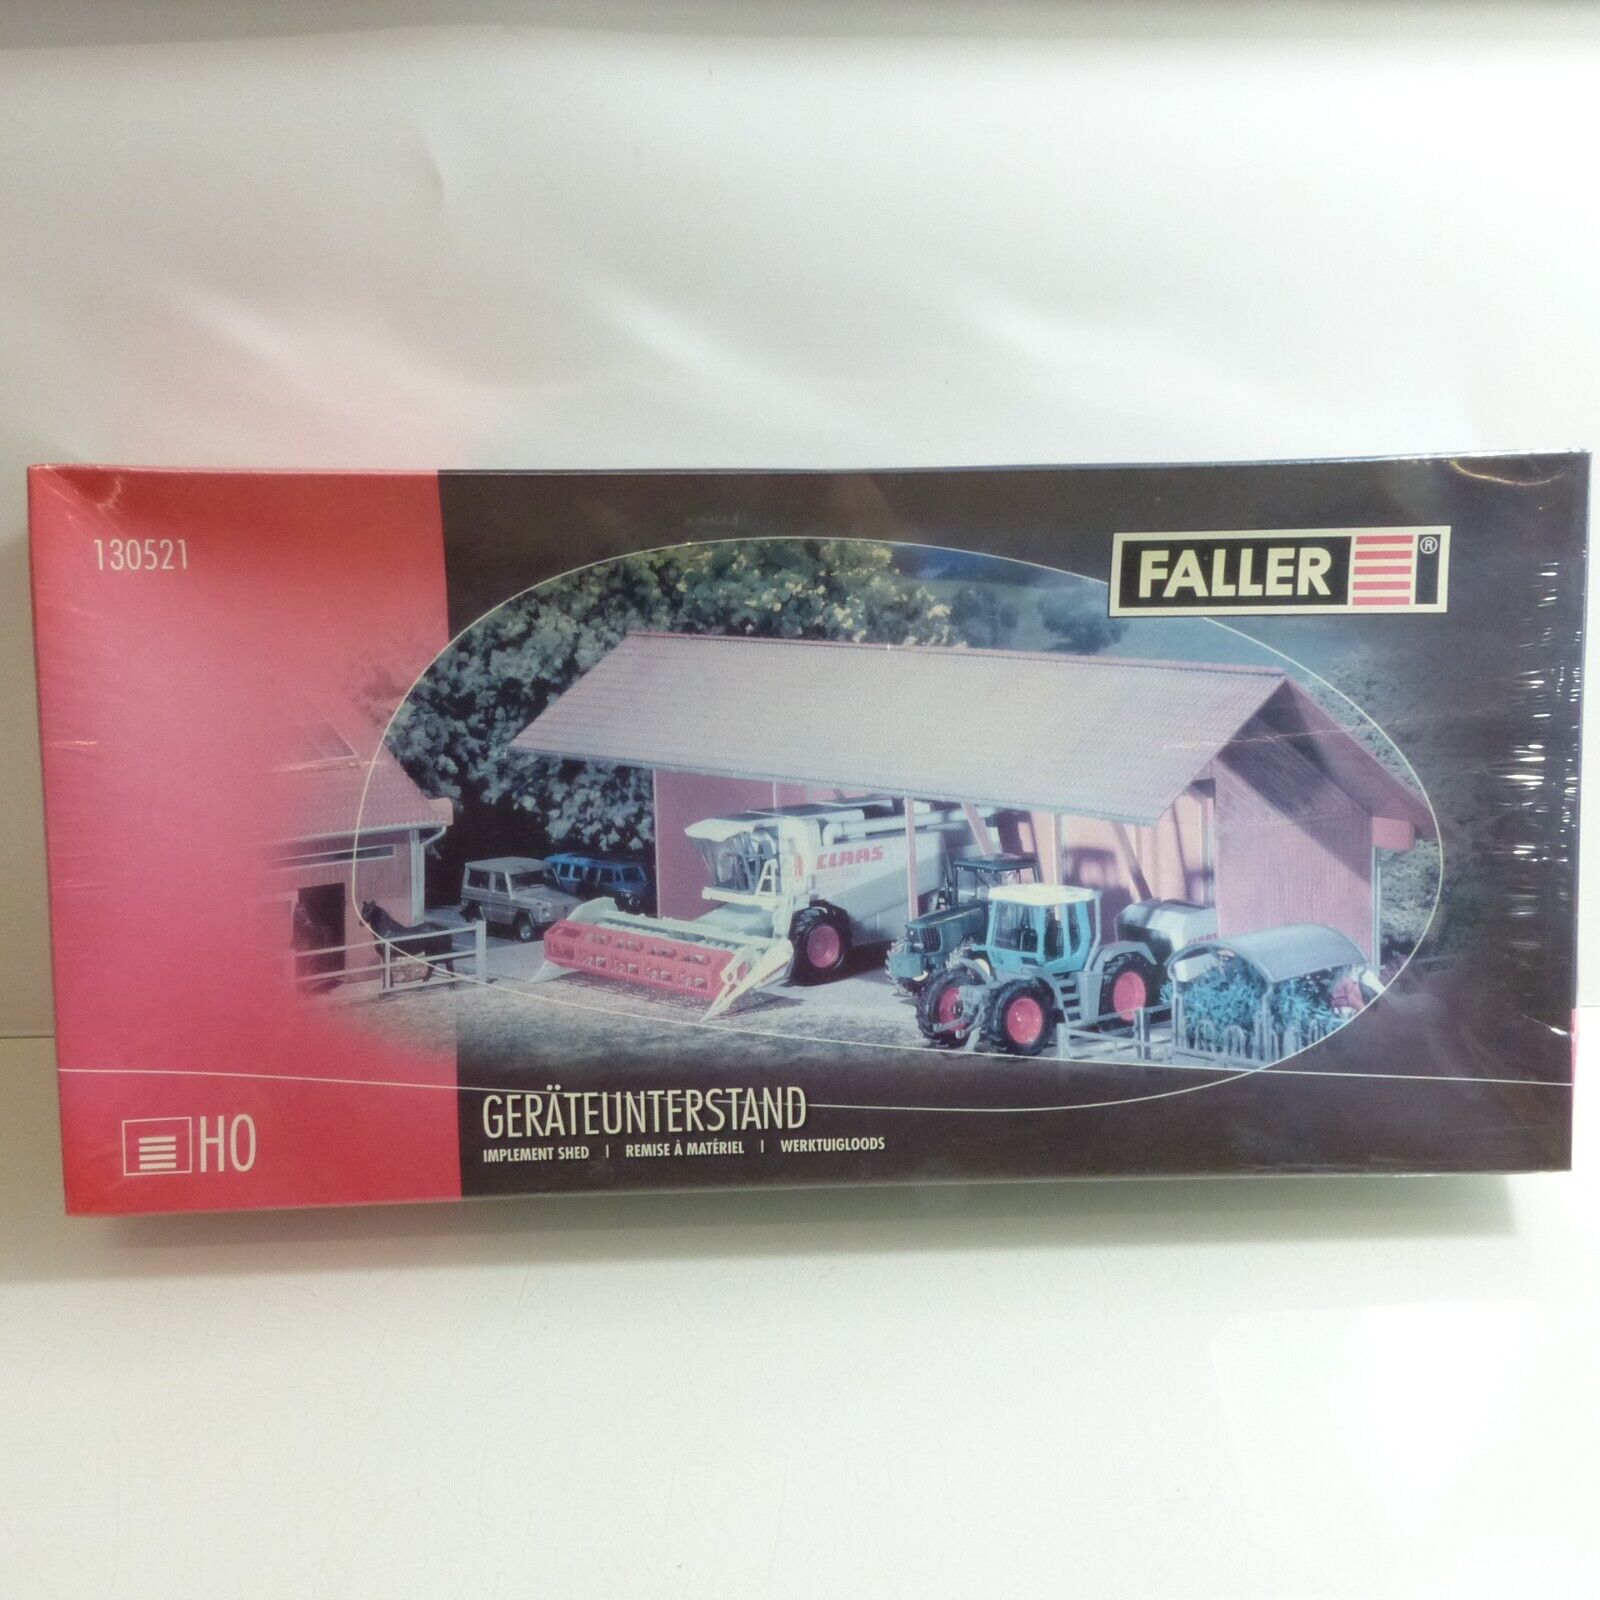 130521
FALLER ®
CLAAS
HO
GERÄTEUNTERSTAND
IMPLEMENT SHED | REMISE À MATÉRIEL | WERKTUIGLOODS